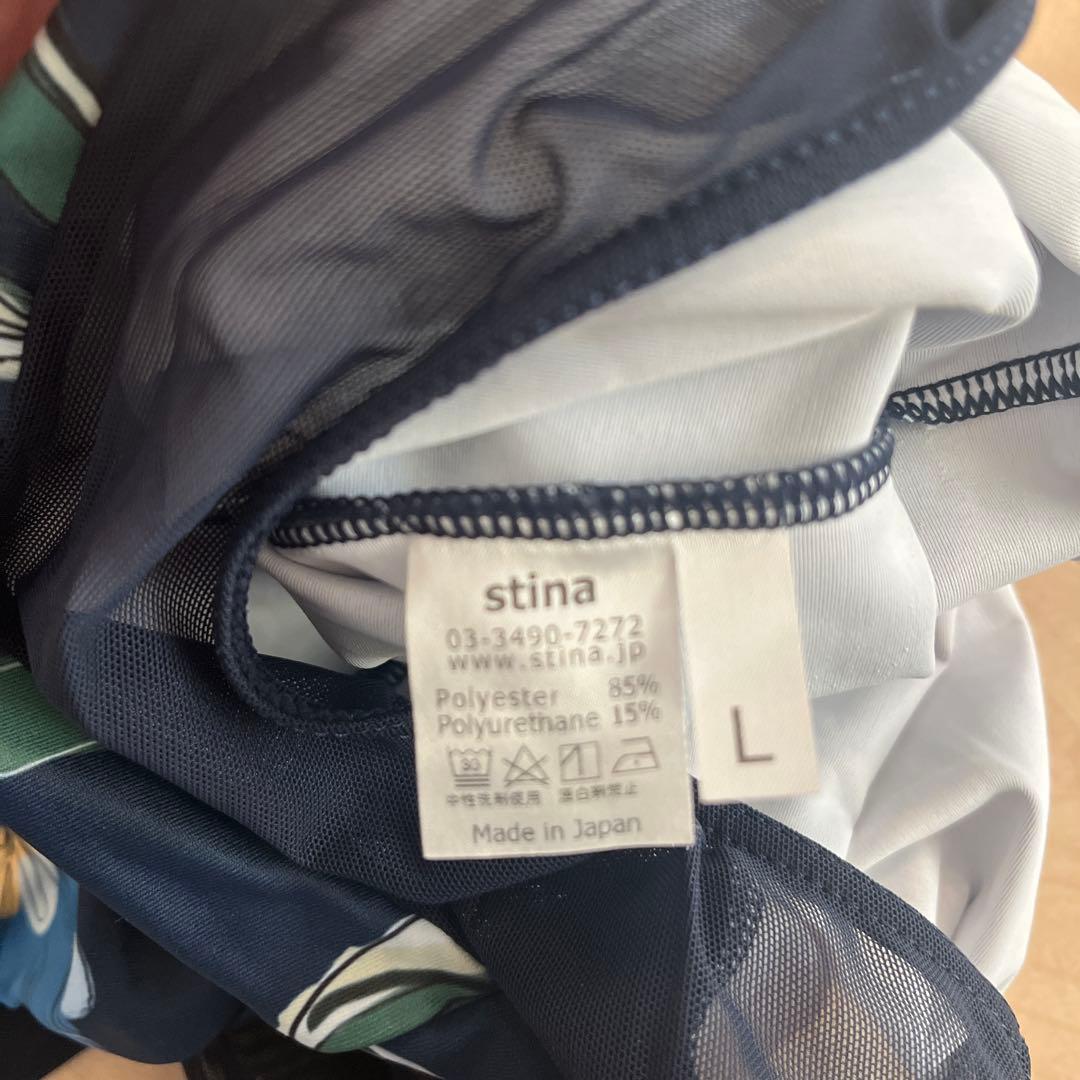 stina
03-3490-7272
www.stina.jp
Polyester 85%
Polyurethane 15%
30
中性洗剤使用 漂白剤禁止
Made in Japan
L